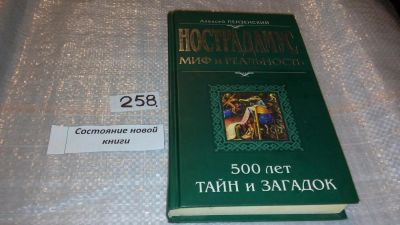 Алексей ПЕНЗЕНСКИЙ
НОСТРАДАМУС
МИФ и РЕАЛЬНОСТЬ
258
Состояние новой
книги
500 лет
ТАЙН и ЗАГАДОК